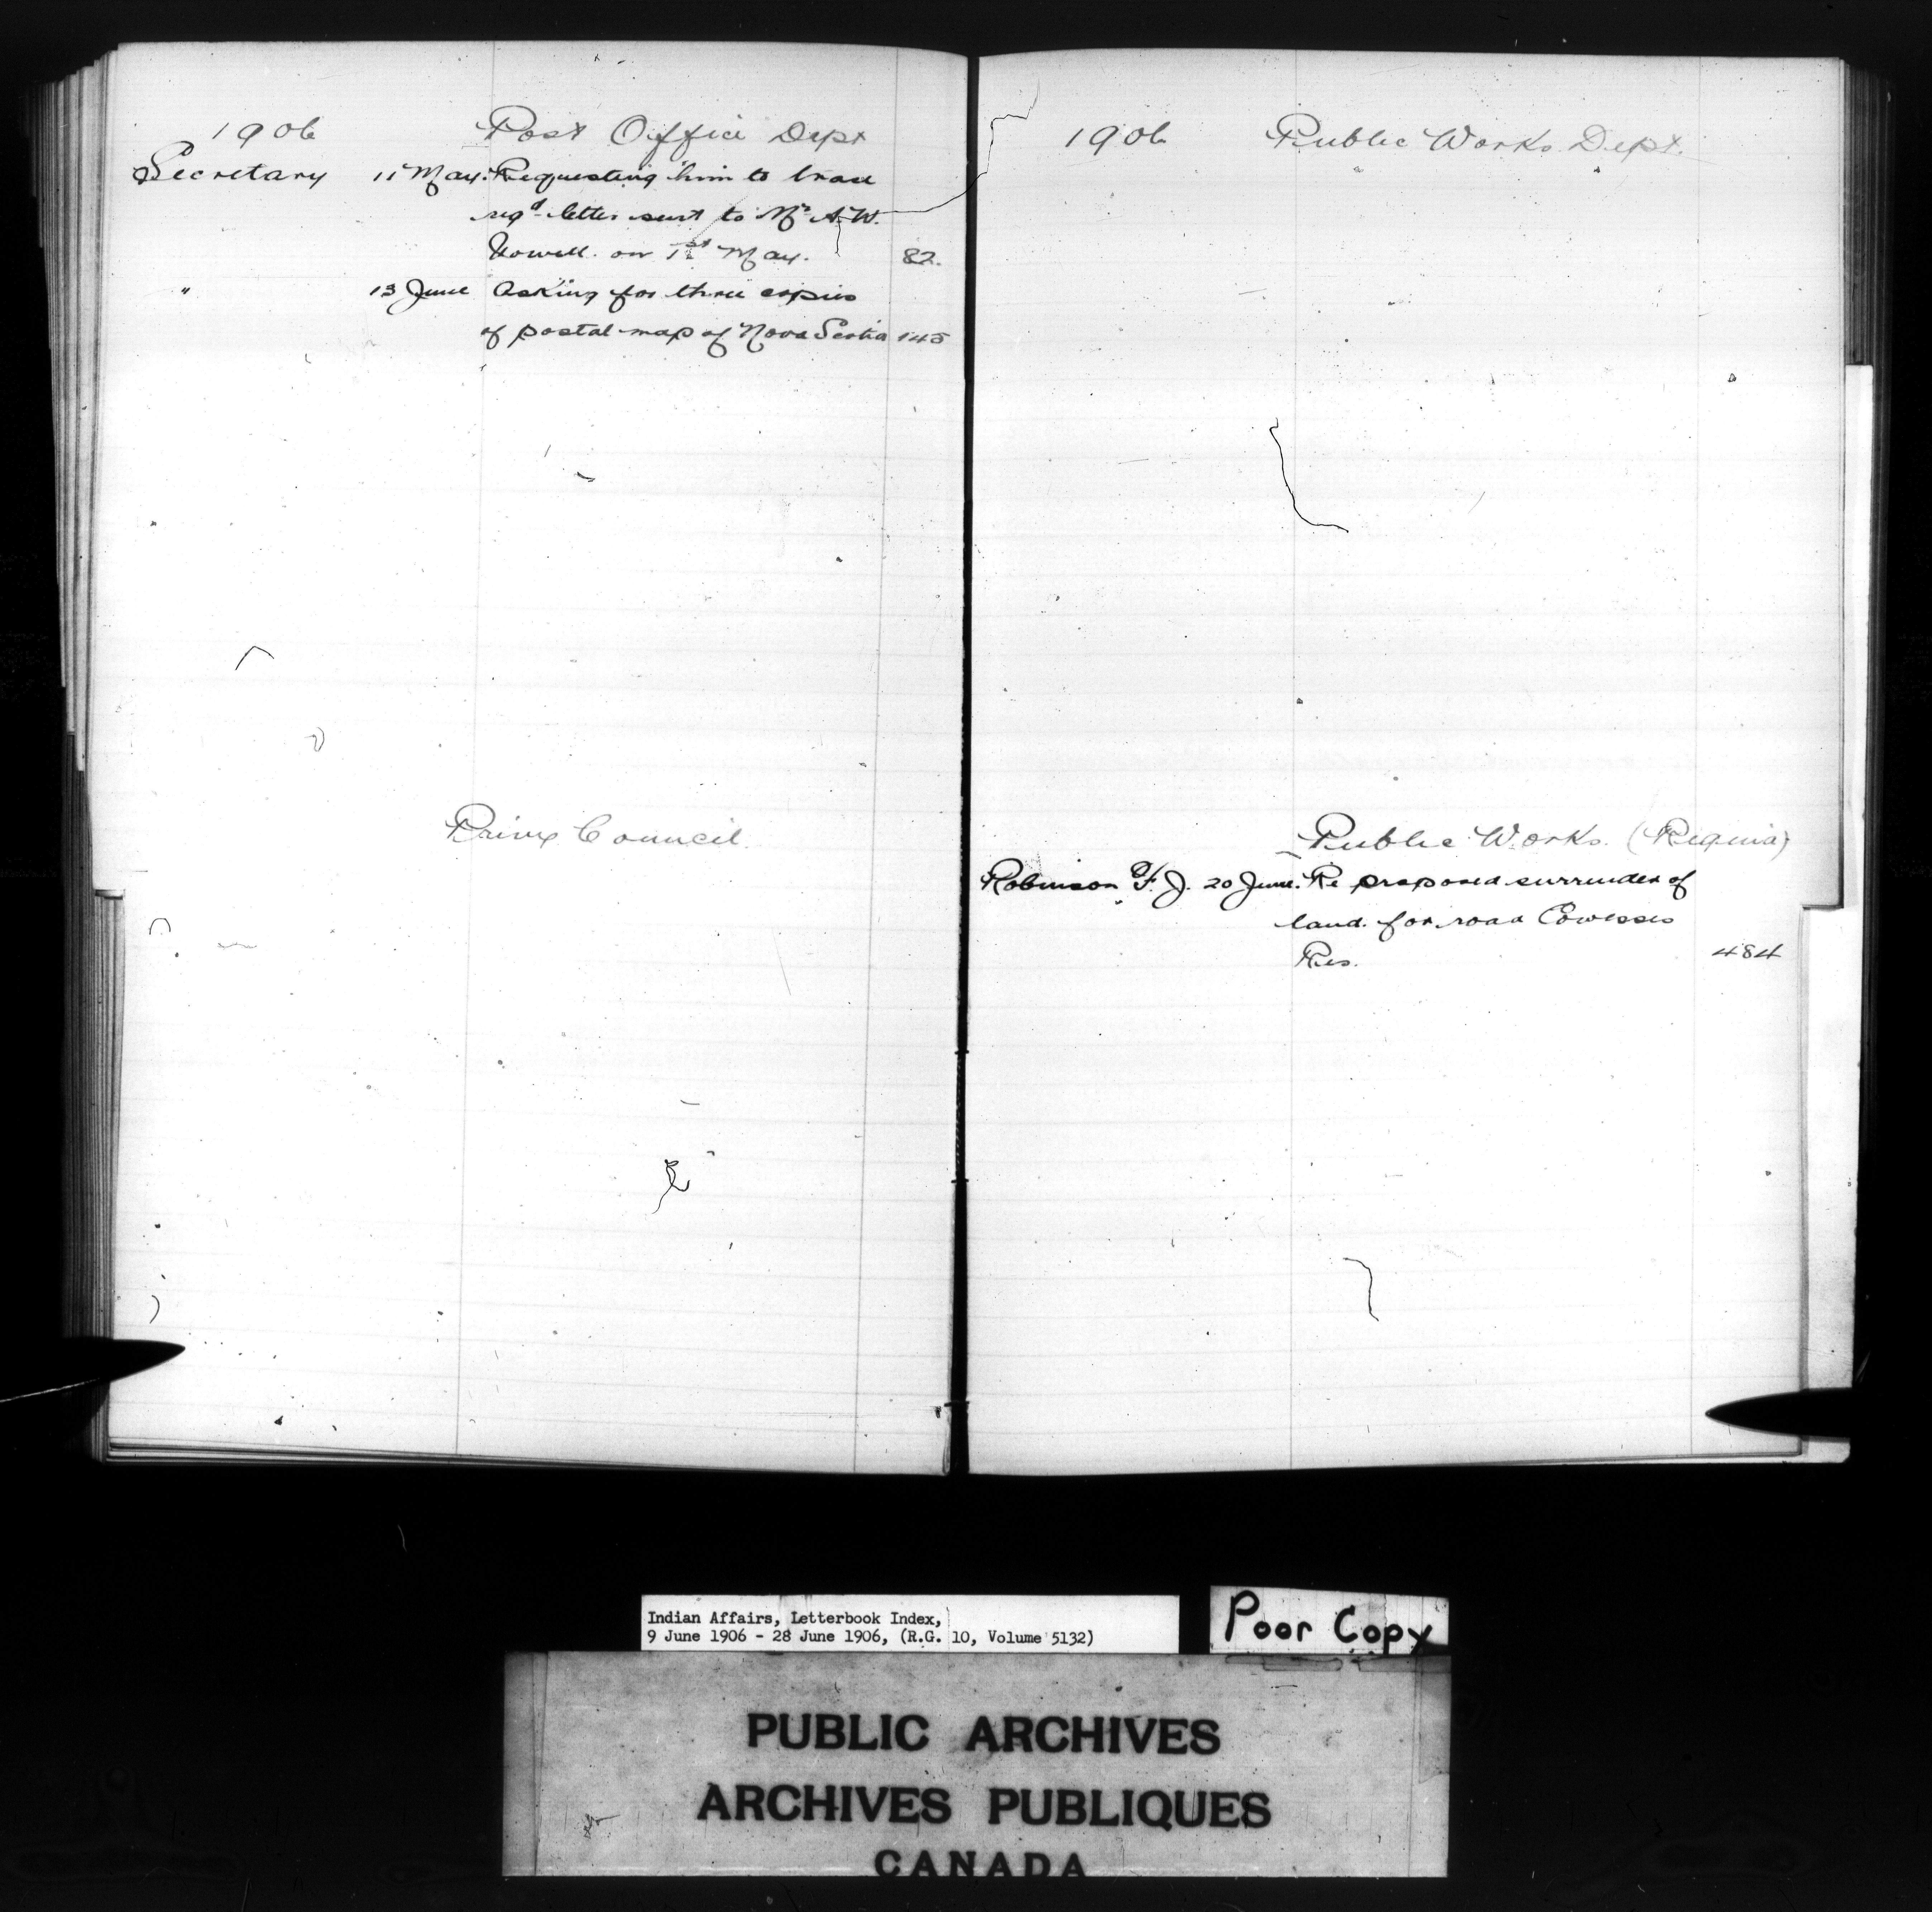 1906 Post Office Dept
Secretary 11 May. Requesting him to trace
regd letter sent to Mr A. W.
on 1st May. 82.
" 13 June Asking for three copies
of postal map of Nova Scotia 145
Privy Council.
1906 Public Works Dept.
Public Works. (Regina)
Robinson F. J. 20 June. Re proposed surrender of
land for road Cowesses
Res. 484
Indian Affairs, Letterbook Index,
9 June 1906 - 28 June 1906, (R.G. 10, Volume 5132)
Poor Copy
PUBLIC ARCHIVES
ARCHIVES PUBLIQUES
CANADA